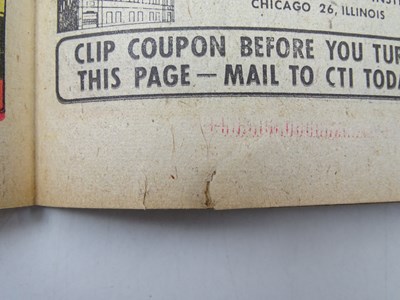 CHICAGO 26, ILLINOIS
CLIP COUPON BEFORE YOU TUR
THIS PAGE — MAIL TO CTI TODA